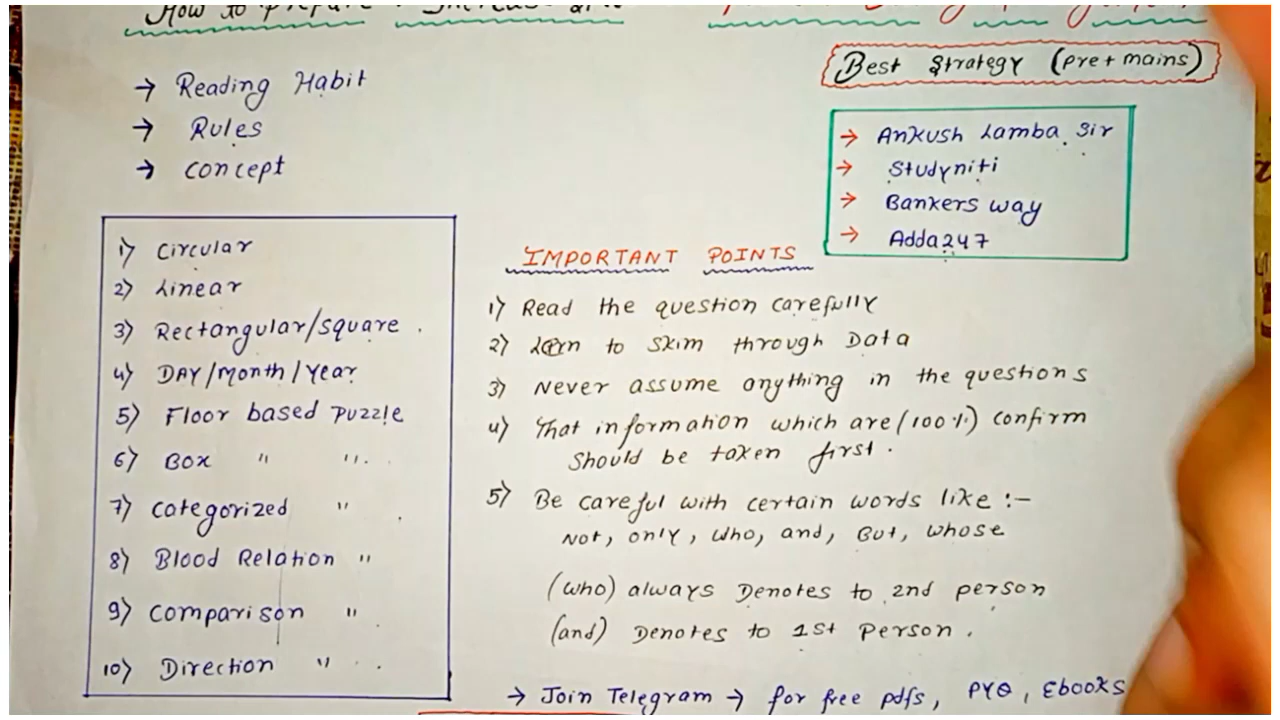 How to Prepare
Increase
Best Strategy (pre + mains)
→ Reading Habit
→ Rules
→ concept
→ Ankush Lamba Sir
→ Studyniti
→ Bankers way
→ Adda247
1) Circular
2) Linear
3) Rectangular/square.
4) DAY/month/Year
5) Floor based Puzzle
6) Box " ".
7) categorized " .
8) Blood Relation "
9) comparison "
10) Direction " .
IMPORTANT POINTS
1) Read the question carefully
2) Learn to skim through Data
3) Never assume anything in the questions
4) That information which are (100%) confirm
should be taken first.
5) Be careful with certain words like :-
Not, only, who, and, But, whose
(who) always Denotes to 2nd person
(and) Denotes to 1st Person.
→ Join Telegram → for free pdfs, PYQ, Ebooks